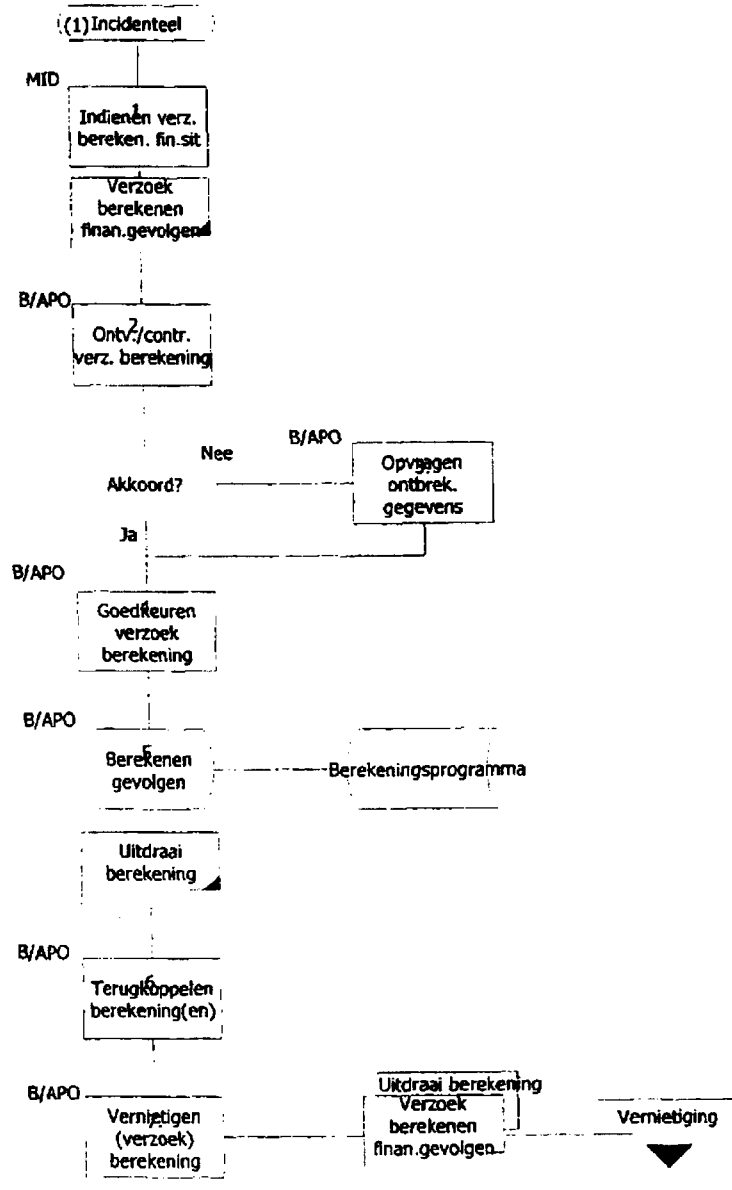 (1) Incidenteel
MID
1
Indienen verz.
bereken. fin.sit
Verzoek
berekenen
finan.gevolgen
B/APO
2
Ontv./contr.
verz. berekening
Nee
B/APO
Akkoord?
Opvragen
ontbrek.
gegevens
Ja
B/APO
Goedkeuren
verzoek
berekening
B/APO
5
Berekenen
gevolgen
Berekeningsprogramma
Uitdraai
berekening
B/APO
6
Terugkoppelen
berekening(en)
B/APO
7
Vernietigen
(verzoek)
berekening
Uitdraai berekening
Verzoek
berekenen
finan.gevolgen
Vernietiging